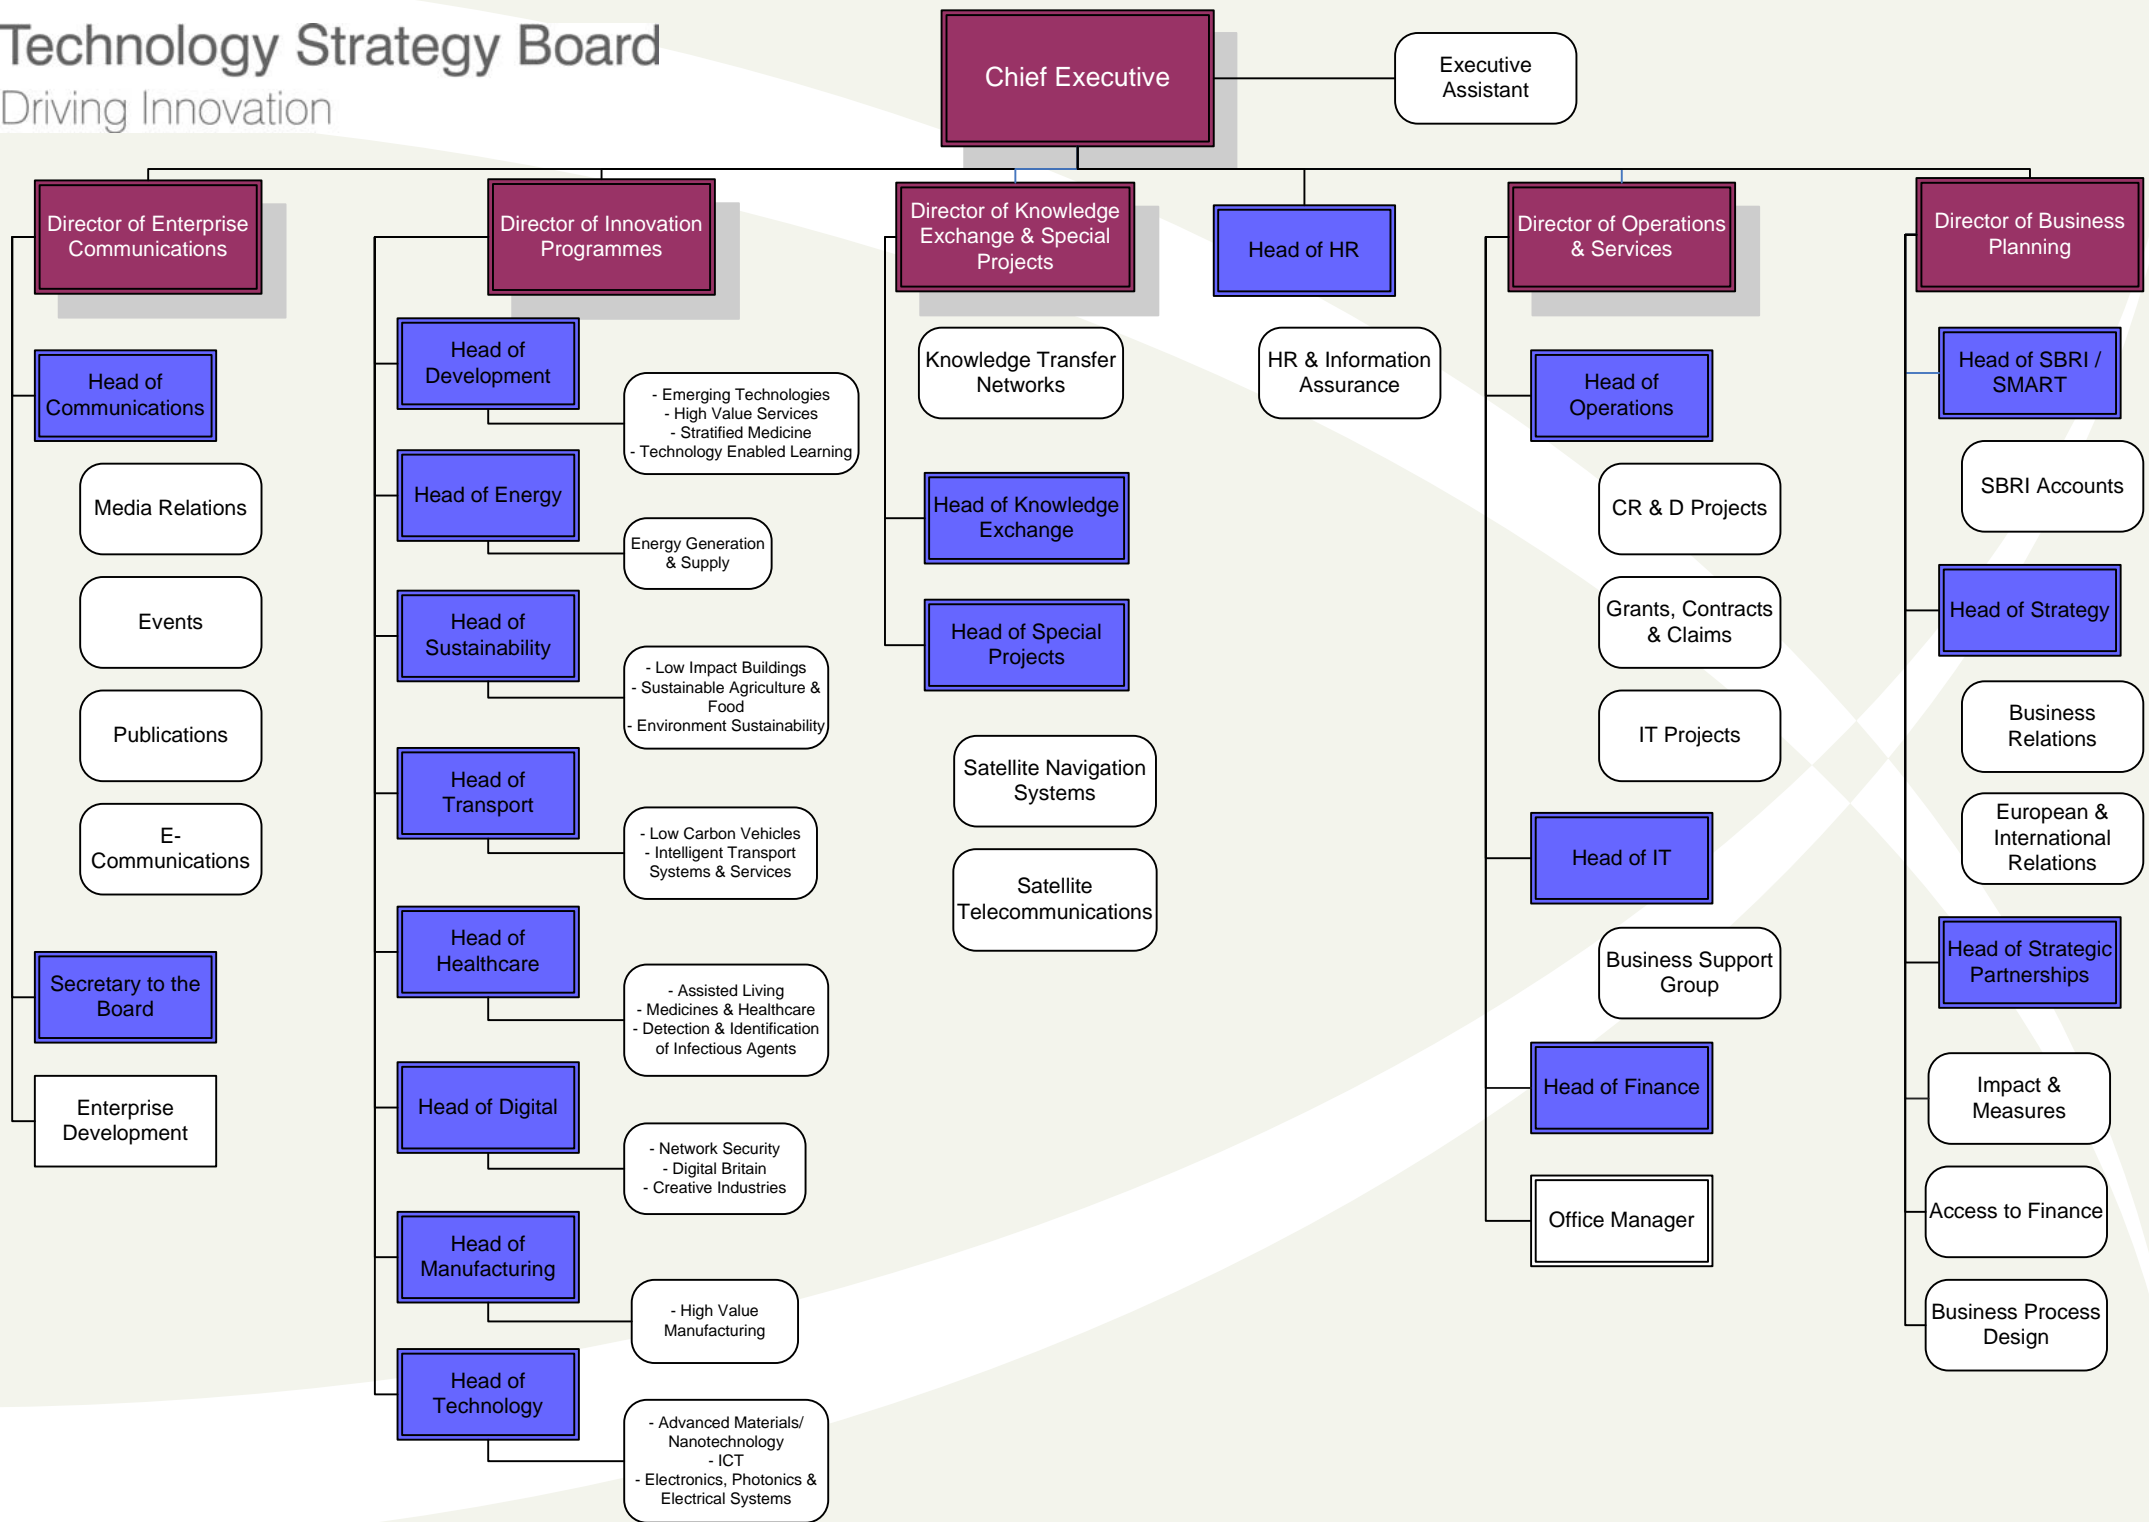 Technology Strategy Board
Driving Innovation
Chief Executive
Executive
Assistant
Director of Enterprise
Communications
Head of
Communications
Media Relations
Events
Publications
E-
Communications
Secretary to the
Board
Enterprise
Development
Director of Innovation
Programmes
Head of
Development
- Emerging Technologies
- High Value Services
- Stratified Medicine
- Technology Enabled Learning
Head of Energy
Energy Generation
& Supply
Head of
Sustainability
- Low Impact Buildings
- Sustainable Agriculture &
Food
- Environment Sustainability
Head of
Transport
- Low Carbon Vehicles
- Intelligent Transport
Systems & Services
Head of
Healthcare
- Assisted Living
- Medicines & Healthcare
- Detection & Identification
of Infectious Agents
Head of Digital
- Network Security
- Digital Britain
- Creative Industries
Head of
Manufacturing
- High Value
Manufacturing
Head of
Technology
- Advanced Materials/
Nanotechnology
- ICT
- Electronics, Photonics &
Electrical Systems
Director of Knowledge
Exchange & Special
Projects
Knowledge Transfer
Networks
Head of Knowledge
Exchange
Head of Special
Projects
Satellite Navigation
Systems
Satellite
Telecommunications
Head of HR
HR & Information
Assurance
Director of Operations
& Services
Head of
Operations
CR & D Projects
Grants, Contracts
& Claims
IT Projects
Head of IT
Business Support
Group
Head of Finance
Office Manager
Director of Business
Planning
Head of SBRI /
SMART
SBRI Accounts
Head of Strategy
Business
Relations
European &
International
Relations
Head of Strategic
Partnerships
Impact &
Measures
Access to Finance
Business Process
Design